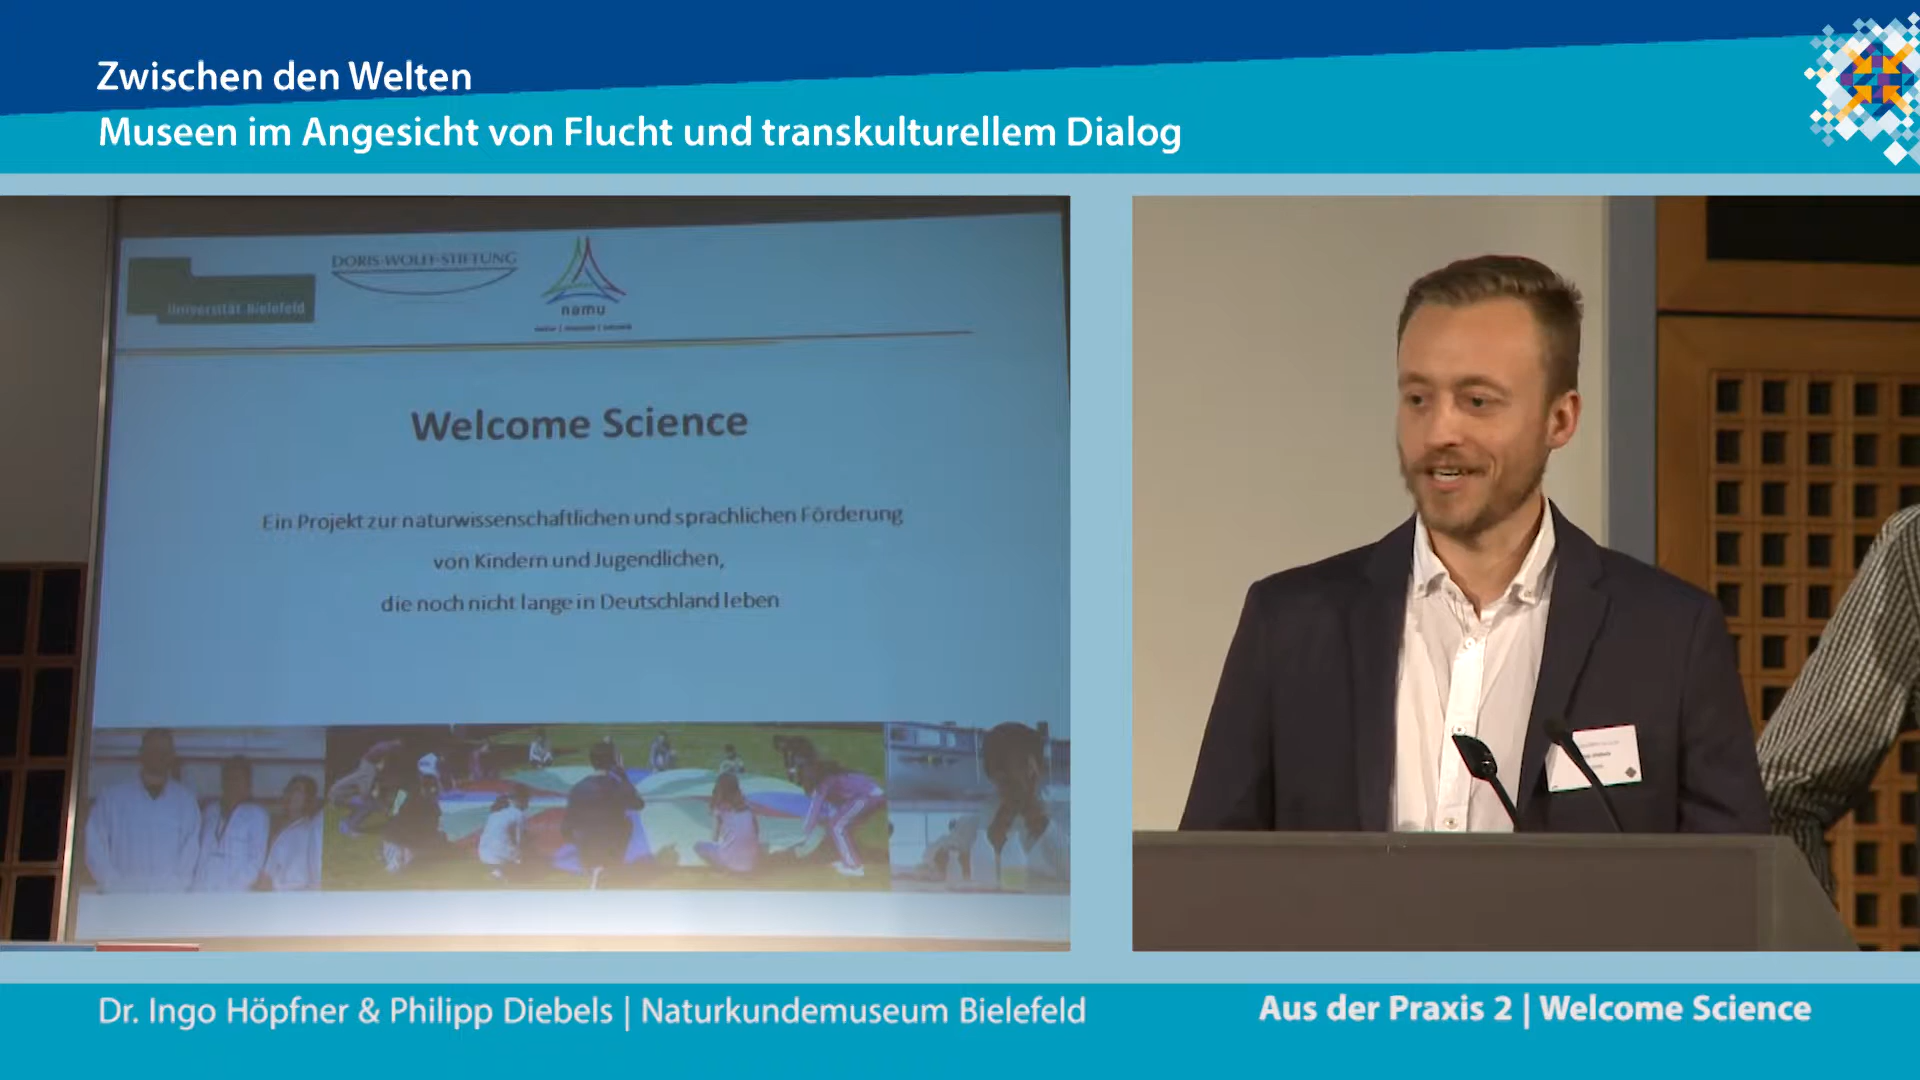 Zwischen den Welten
Museen im Angesicht von Flucht und transkulturellem Dialog
Universität Bielefeld
DORIS-WOLFF-STIFTUNG
namu
Welcome Science
Ein Projekt zur naturwissenschaftlichen und sprachlichen Förderung
von Kindern und Jugendlichen,
die noch nicht lange in Deutschland leben
Dr. Ingo Höpfner & Philipp Diebels | Naturkundemuseum Bielefeld
Aus der Praxis 2 | Welcome Science